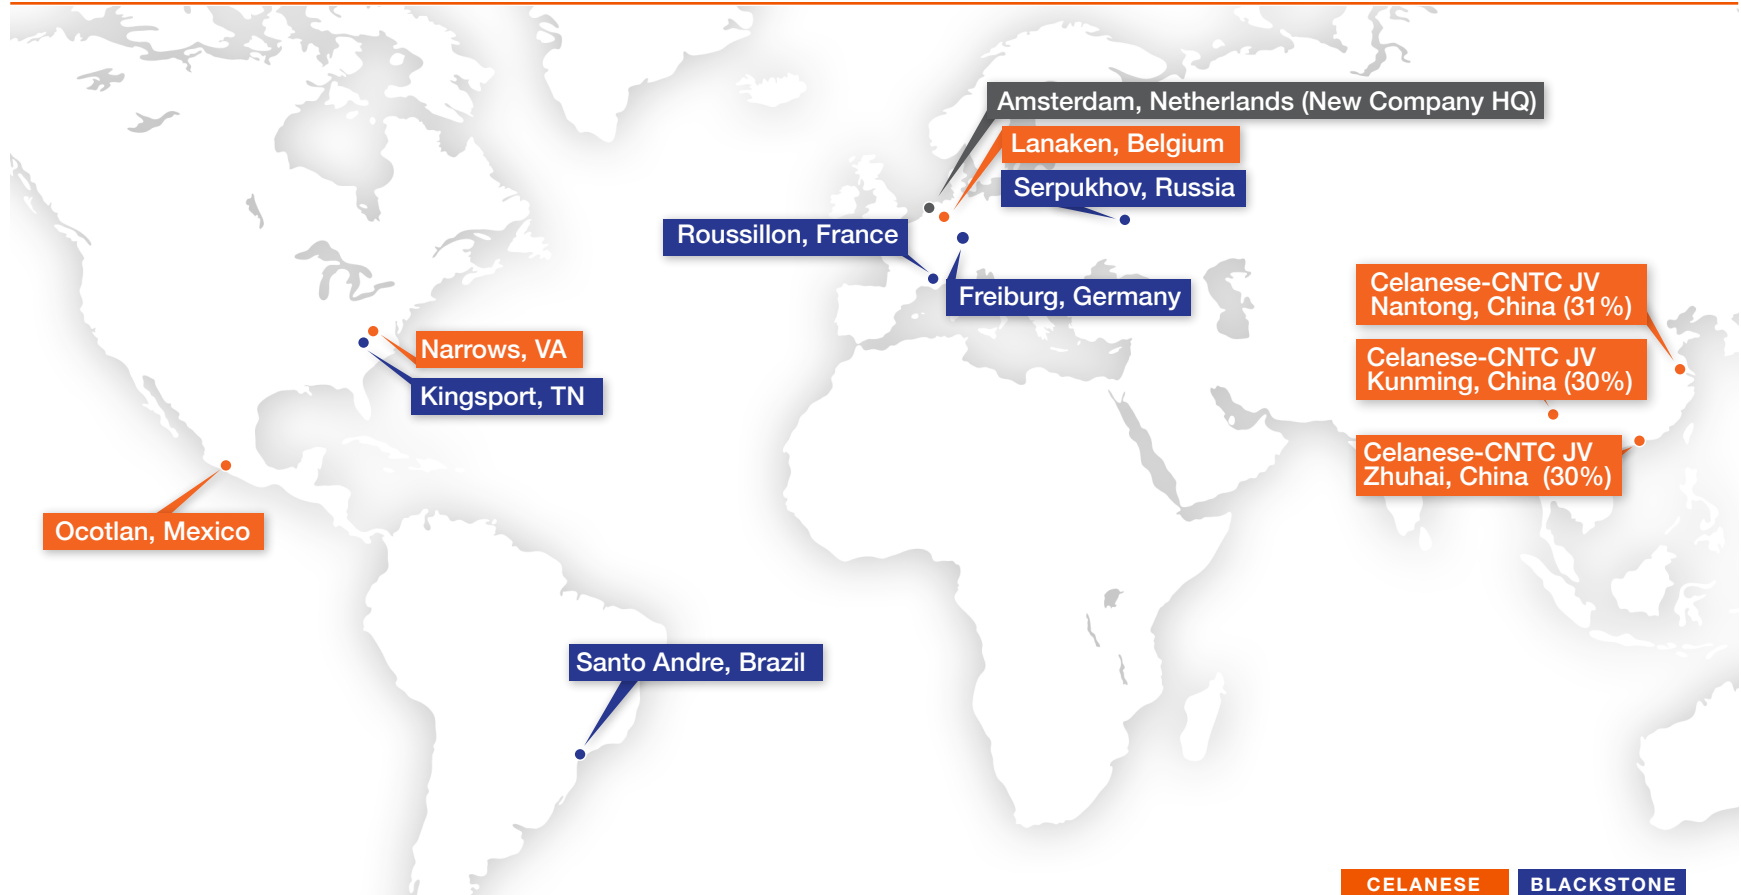 Amsterdam, Netherlands (New Company HQ)
Lanaken, Belgium
Serpukhov, Russia
Roussillon, France
Freiburg, Germany
Celanese-CNTC JV
Nantong, China (31%)
Narrows, VA
Celanese-CNTC JV
Kunming, China (30%)
Kingsport, TN
Celanese-CNTC JV
Zhuhai, China (30%)
Ocotlan, Mexico
Santo Andre, Brazil
CELANESE
BLACKSTONE